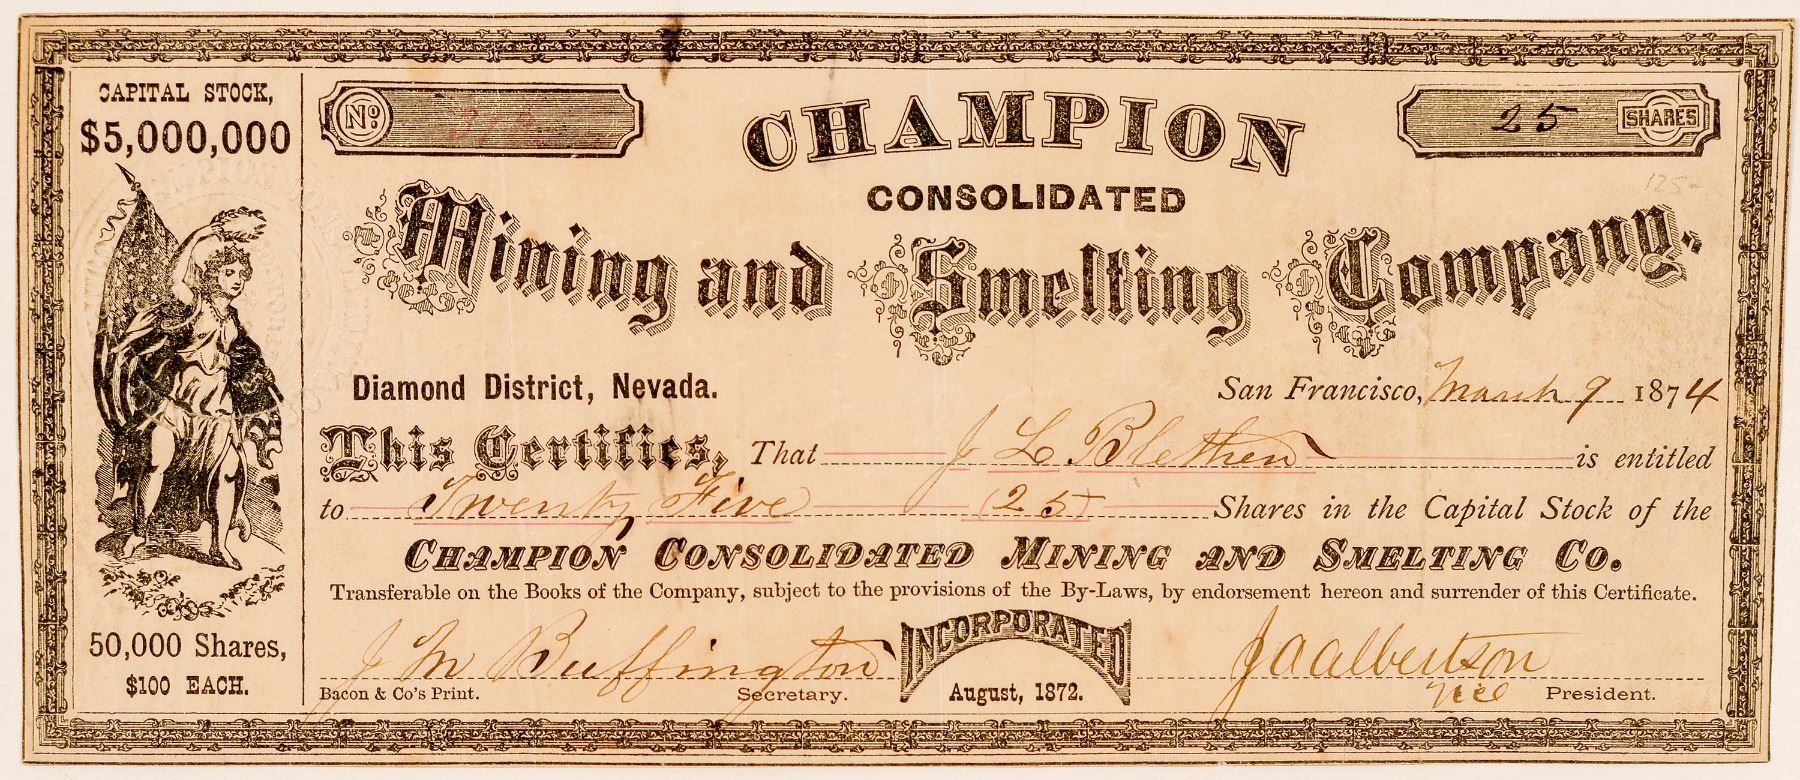 CAPITAL STOCK,
$5,000,000
50,000 Shares,
$100 EACH.
No
25 SHARES
CHAMPION
CONSOLIDATED
Mining and Smelting Company.
125
Diamond District, Nevada.
San Francisco, March 9 1874
This Certifies, That J L Blethen is entitled
to Twenty Five (25) Shares in the Capital Stock of the
CHAMPION CONSOLIDATED MINING AND SMELTING CO.
Transferable on the Books of the Company, subject to the provisions of the By-Laws, by endorsement hereon and surrender of this Certificate.
J M Buffington
Secretary.
Bacon & Co's Print.
INCORPORATED
August, 1872.
J A Albertson
Vice President.